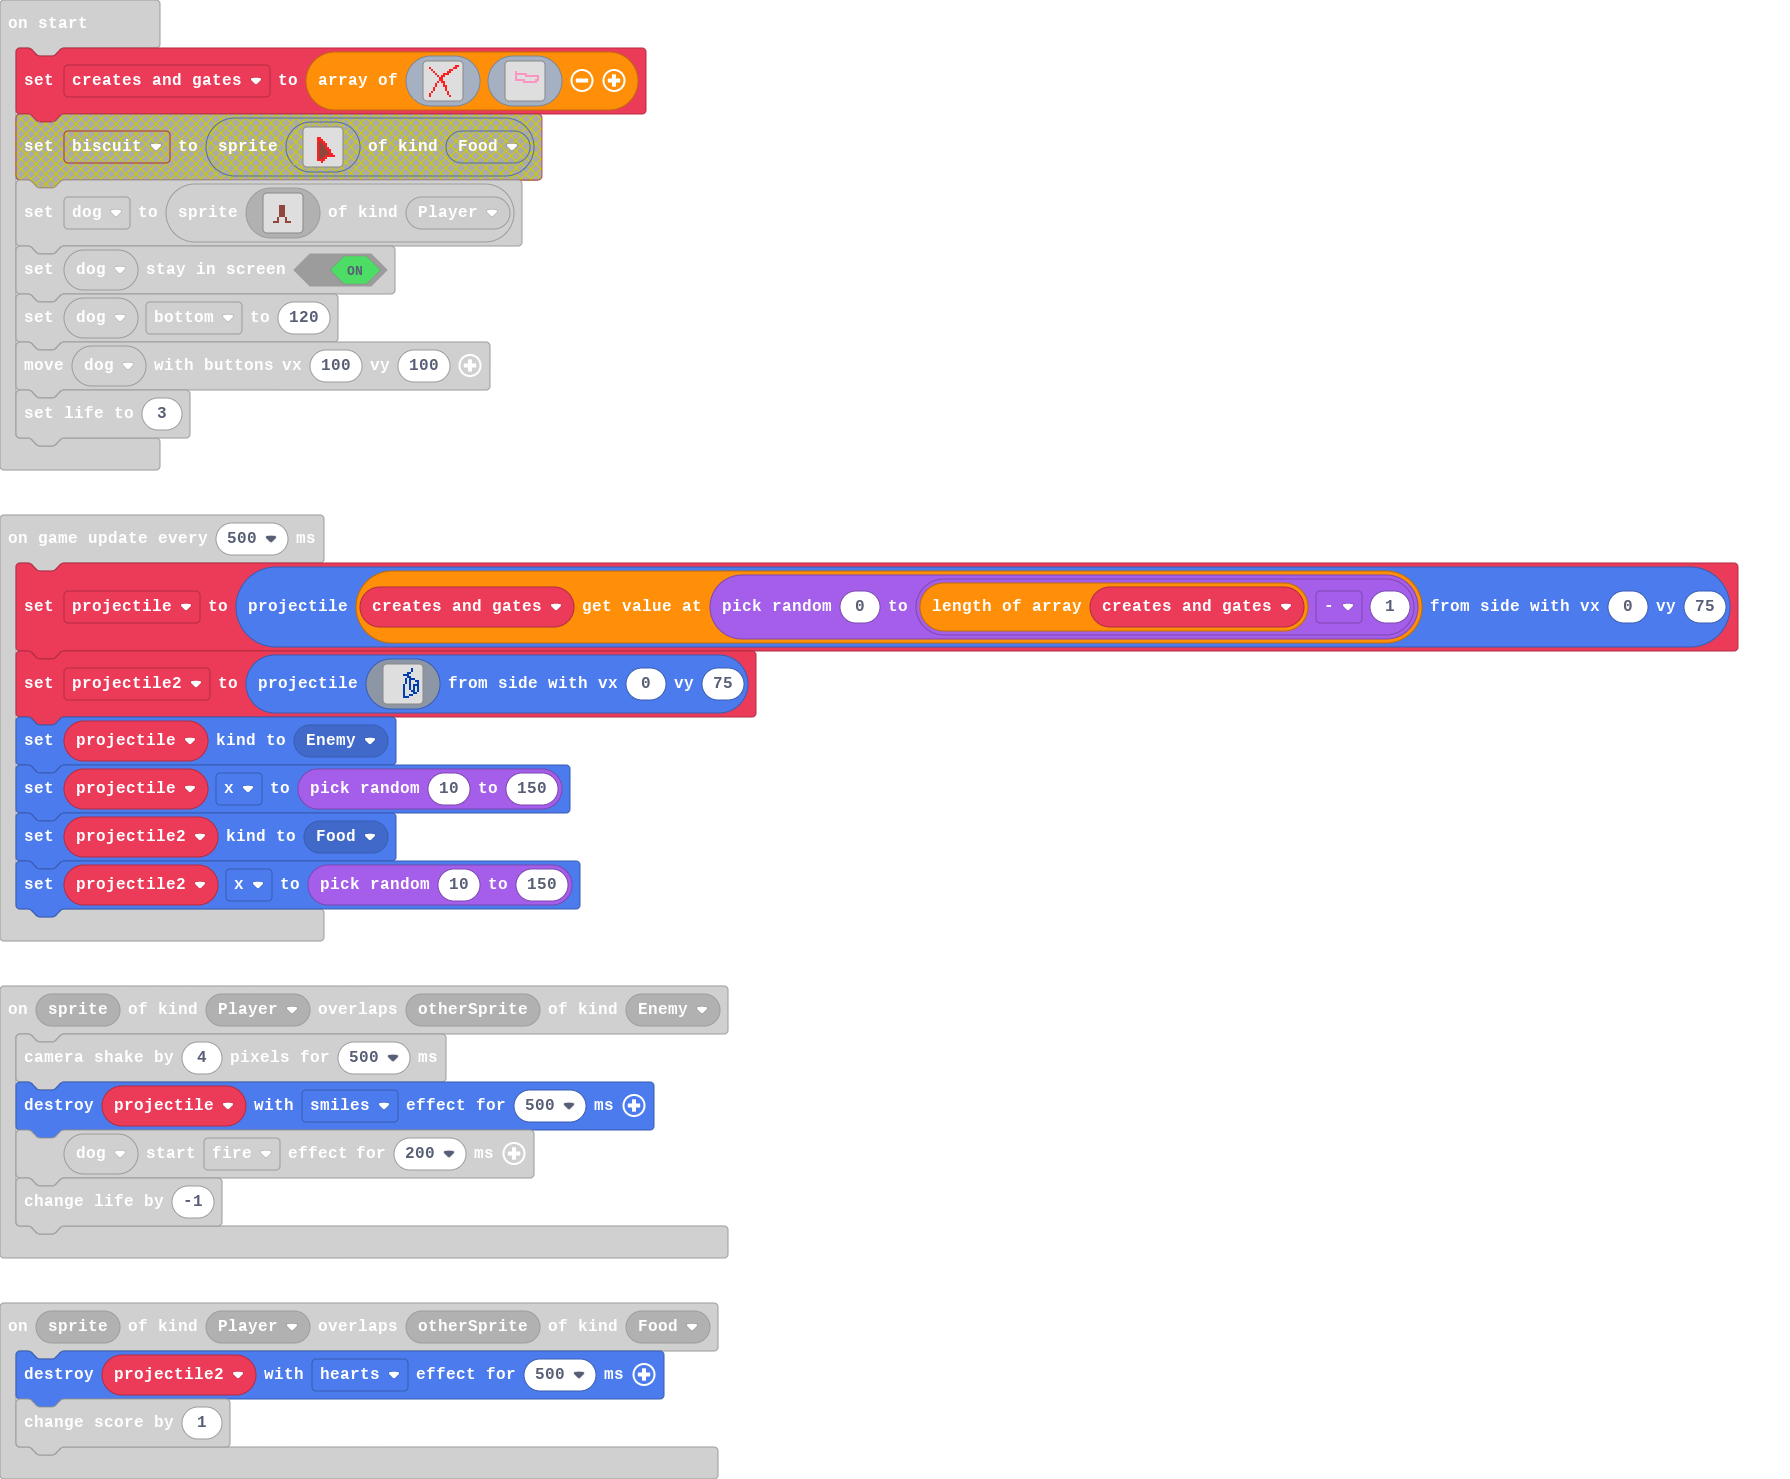 on start
set creates and gates to array of
set biscuit to sprite of kind Food
set dog to sprite of kind Player
set dog stay in screen ON
set dog bottom to 120
move dog with buttons vx 100 vy 100
set life to 3
on game update every 500 ms
set projectile to projectile creates and gates get value at pick random 0 to length of array creates and gates - 1 from side with vx 0 vy 75
set projectile2 to projectile from side with vx 0 vy 75
set projectile kind to Enemy
set projectile x to pick random 10 to 150
set projectile2 kind to Food
set projectile2 x to pick random 10 to 150
on sprite of kind Player overlaps otherSprite of kind Enemy
camera shake by 4 pixels for 500 ms
destroy projectile with smiles effect for 500 ms
dog start fire effect for 200 ms
change life by -1
on sprite of kind Player overlaps otherSprite of kind Food
destroy projectile2 with hearts effect for 500 ms
change score by 1